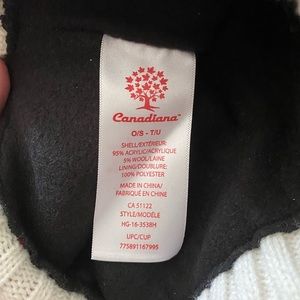 Canadiana™
O/S - T/U
SHELL/EXTÉRIEUR:
95% ACRYLIC/ACRYLIQUE
5% WOOL/LAINE
LINING/DOUBLURE:
100% POLYESTER
MADE IN CHINA/
FABRIQUÉ EN CHINE
CA 51122
STYLE/MODÈLE
HG-16-3538H
UPC/CUP
775891167995